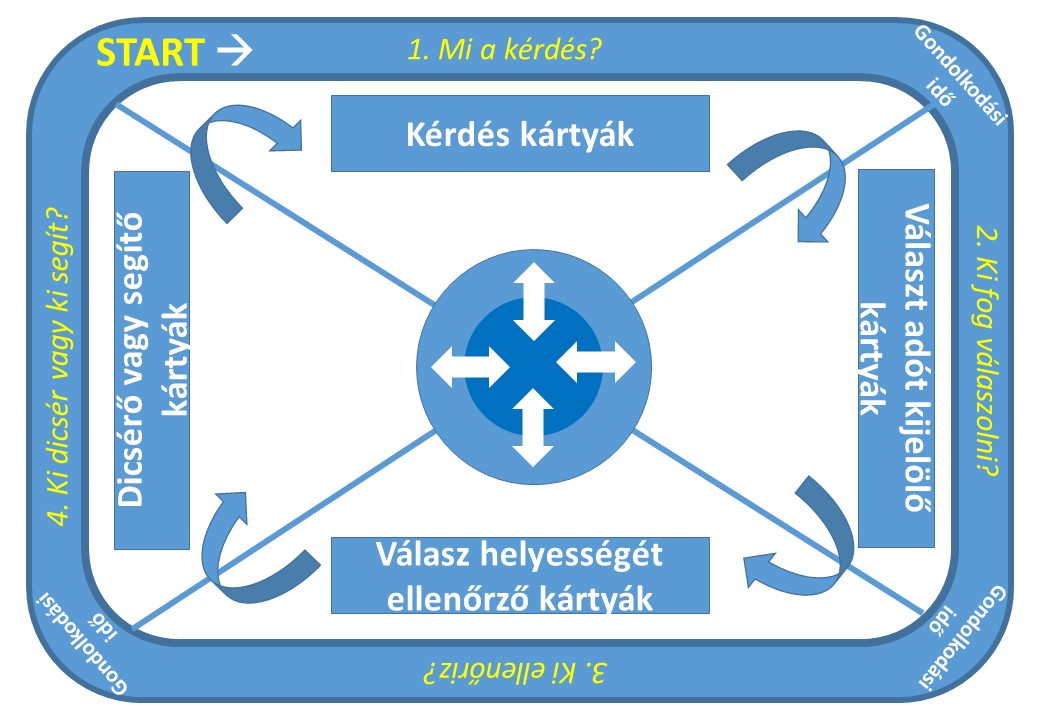 START →
1. Mi a kérdés?
Gondolkodási
idő
Kérdés kártyák
2. Ki fog válaszolni?
Választ adót kijelölő
kártyák
Gondolkodási
idő
3. Ki ellenőriz?
Válasz helyességét
ellenőrző kártyák
Gondolkodási
idő
4. Ki dicsér vagy ki segít?
Dicsérő vagy segítő
kártyák